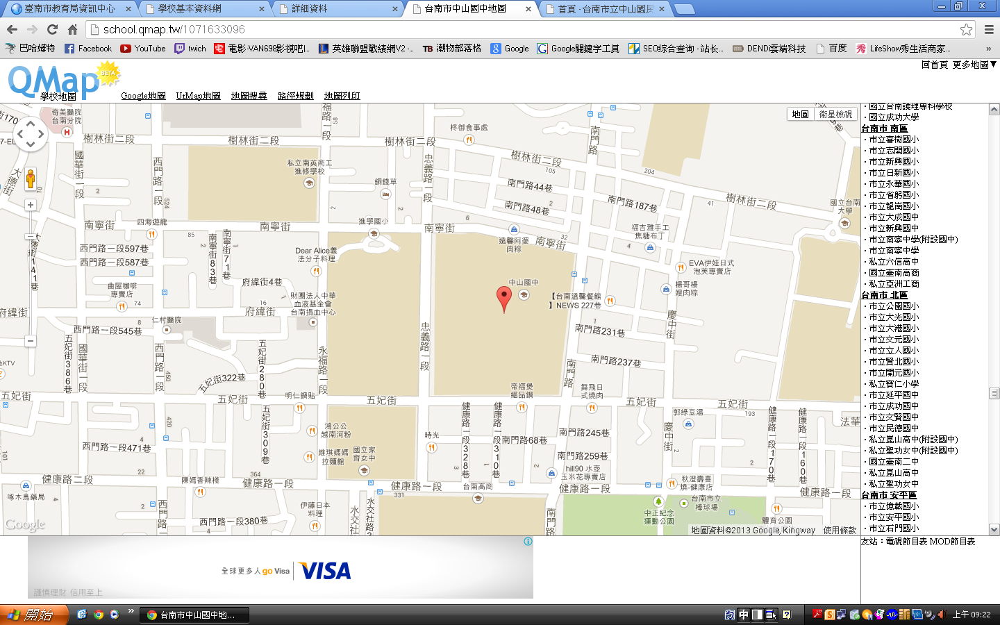 臺南市教育局資訊中心
學校基本資料網
詳細資料
台南市中山國中地圖
首頁 - 台南市立中山國民
school.qmap.tw/1071633096
巴哈姆特
Facebook
YouTube
twich
電影-VAN698影視吧|...
英雄聯盟戰績網V2 -...
潮物部落格
Google
Google關鍵字工具
SEO综合查询 - 站长...
DENDI雲端科技
百度
LifeShow秀生活商家...
QMap
BETA
學校地圖
Google地圖
UrMap地圖
地圖搜尋
路徑規劃
地圖列印
回首頁 更多地圖▼
地圖
衛星檢視
奇美醫院
台南分院
樹林街二段
樹林街二段
樹林街二段
樹林街二段
樹林街二段
柊御食事處
私立南英商工
進修學校
銅錢草
南門路44巷
南門路48巷
南門路187巷
105
204
41
國立台南
大學
國華街一段
西門路一段
忠義路一段
南門路
大德街
524
四海遊龍
南寧街
南寧街
南寧街
南寧街
進學國小
遠馨阿婆
肉粽
福吉雅手工
焦糖布丁
西門路一段597巷
西門路一段587巷
南寧街83巷
南寧街71巷
Dear Alice義
法分子料理
EVA伊娃日式
泡芙專賣店
楊哥楊
嫂肉粽
曲屋咖啡
專賣店
府緯街4巷
府緯街
府緯街
財團法人中華
血液基金會
台南捐血中心
中山國中
【台南溫馨餐館
】NEWS 227巷
仁村醫院
西門路一段545巷
南門路231巷
南門路237巷
慶中街
五妃街386巷
國華街一段
西門路一段
五妃街280巷
永福路一段
忠義路一段
南門路
五妃街322巷
450
五妃街
五妃街
五妃街
五妃街
五妃街
明仁鋼貼
帝福煲
絕品鍋
舞飛日
式燒肉
郭綠豆湯
193
420
五妃街309巷
鴻公公
越南河粉
時光
健康路一段328巷
健康路一段310巷
南門路68巷
南門路245巷
南門路259巷
慶中街
健康路一段170巷
健康路一段160巷
法華
西門路一段471巷
維琪媽媽
拉麵館
國立家
齊女中
hill90 水壺
玉米花專賣店
秋澄壽喜
燒-健康店
健康路二段
陳媽香辣棧
364
健康路一段
健康路一段
健康路一段
健康路一段
台南高商
331
啄木鳥藥局
西門路一段
伊藤日本
料理
西門路一段380巷
水交社
南門路
中正紀念
運動公園
台南市立
棒球場
體育公園
Google
地圖資料©2013 Google, Kingway
使用條款
・國立台南護理專科學校
・國立成功大學
台南市 南區
・市立喜樹國小
・市立志開國小
・市立新興國小
・市立日新國小
・市立永華國小
・市立省躬國小
・市立龍崗國小
・市立大成國中
・市立新興國中
・市立南寧中學(附設國中)
・市立南寧中學
・私立六信高中
・國立臺南高商
・私立亞洲工商
台南市 北區
・市立公園國小
・市立大光國小
・市立大港國小
・市立文元國小
・市立立人國小
・市立賢北國小
・市立開元國小
・私立寶仁小學
・市立延平國中
・市立成功國中
・市立文賢國中
・市立民德國中
・私立崑山高中(附設國中)
・私立聖功女中(附設國中)
・國立臺南二中
・私立崑山高中
・私立聖功女中
台南市 安平區
・市立億載國小
・市立安平國小
・市立石門國小
友站：電視節目表 MOD節目表
全球更多人go Visa
VISA
謹慎理財 信用至上
開始
台南市中山國中地...
中
上午 09:22